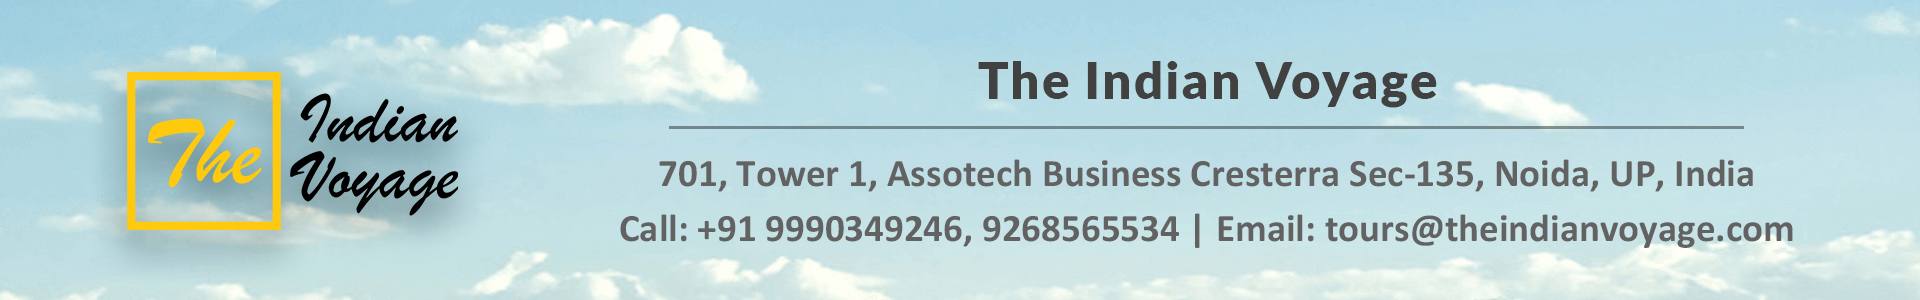 The
Indian
Voyage
The Indian Voyage
701, Tower 1, Assotech Business Cresterra Sec-135, Noida, UP, India
Call: +91 9990349246, 9268565534 | Email: tours@theindianvoyage.com